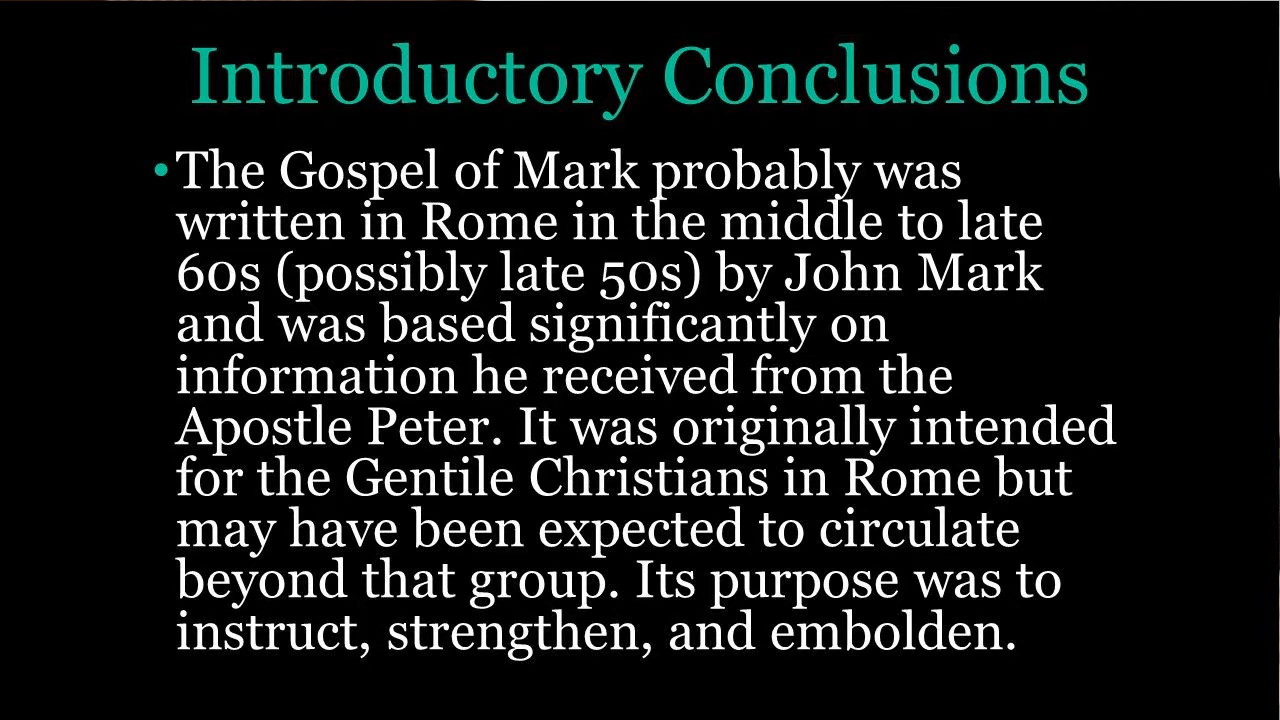 Introductory Conclusions
•The Gospel of Mark probably was
written in Rome in the middle to late
60s (possibly late 50s) by John Mark
and was based significantly on
information he received from the
Apostle Peter. It was originally intended
for the Gentile Christians in Rome but
may have been expected to circulate
beyond that group. Its purpose was to
instruct, strengthen, and embolden.